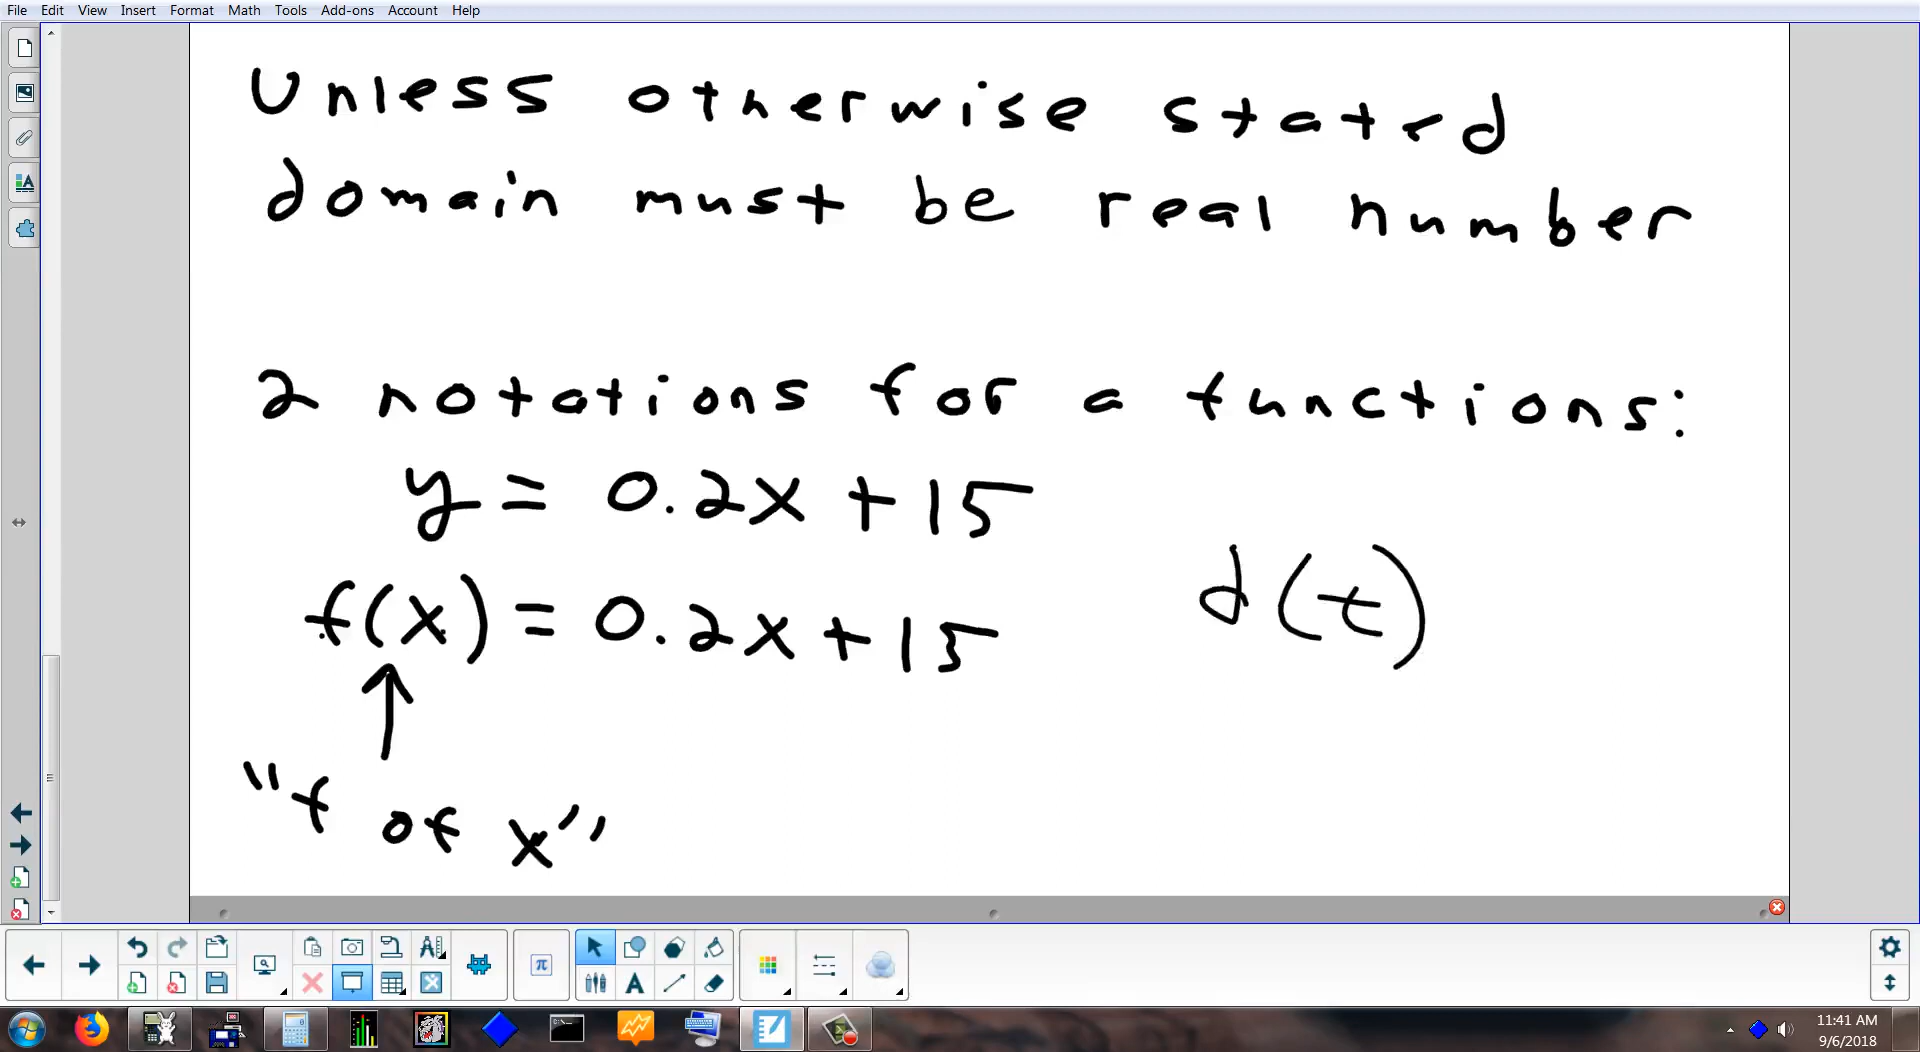 File Edit View Insert Format Math Tools Add-ons Account Help
Unless otherwise stated
domain must be real number
2 notations for a functions:
y = 0.2x + 15
f(x) = 0.2x + 15
d(t)
"f of x"
11:41 AM
9/6/2018